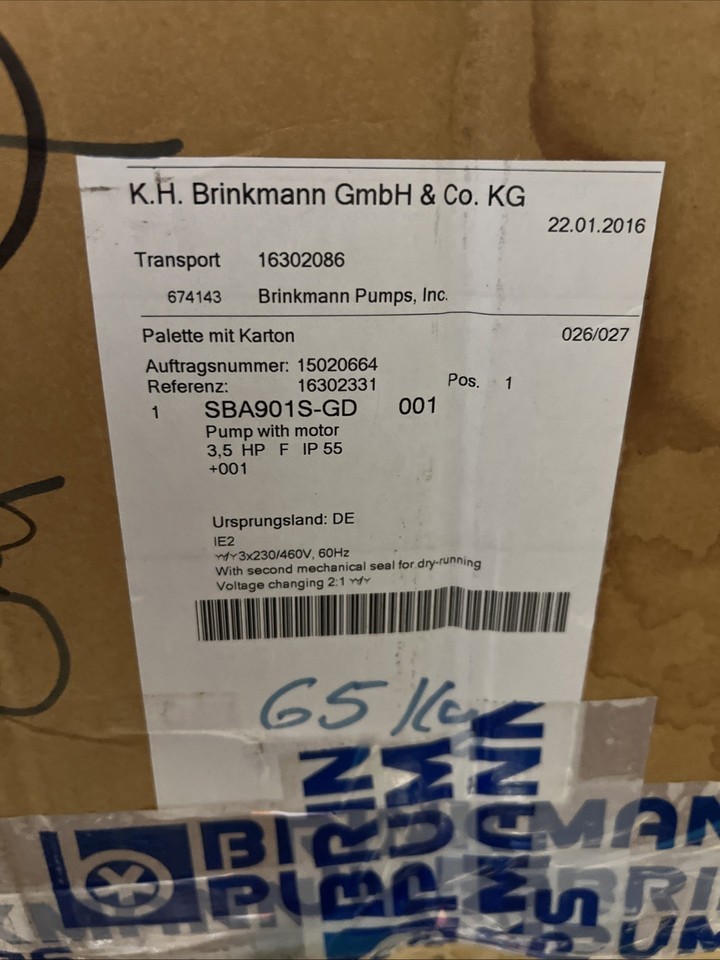 K.H. Brinkmann GmbH & Co. KG
22.01.2016
Transport 16302086
674143 Brinkmann Pumps, Inc.
Palette mit Karton 026/027
Auftragsnummer: 15020664
Referenz: 16302331 Pos. 1
1 SBA901S-GD 001
Pump with motor
3,5 HP F IP 55
+001
Ursprungsland: DE
IE2
3x230/460V, 60Hz
With second mechanical seal for dry-running
Voltage changing 2:1
65 Kg
BRINKMANN
PUMPS